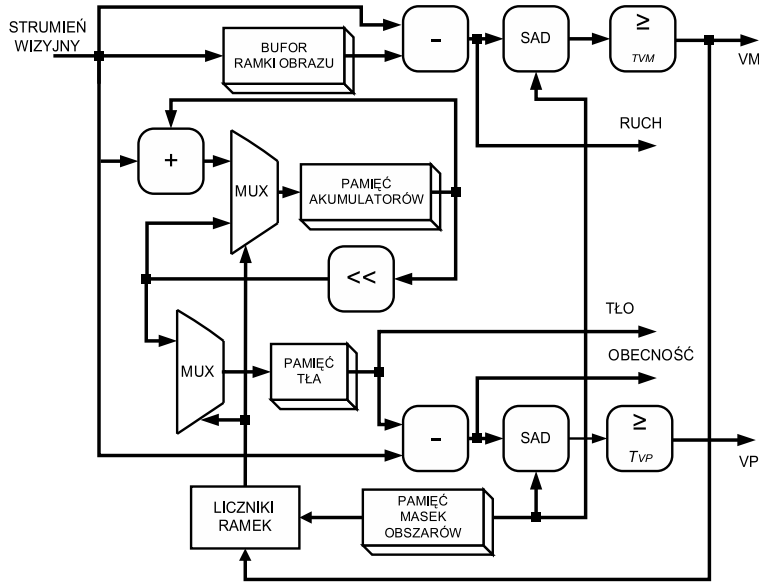 STRUMIEŃ
WIZYJNY
BUFOR
RAMKI OBRAZU
-
SAD
≥
TVM
VM
RUCH
+
MUX
PAMIĘĆ
AKUMULATORÓW
<<
TŁO
OBECNOŚĆ
MUX
PAMIĘĆ
TŁA
-
SAD
≥
TVP
VP
LICZNIKI
RAMEK
PAMIĘĆ
MASEK
OBSZARÓW